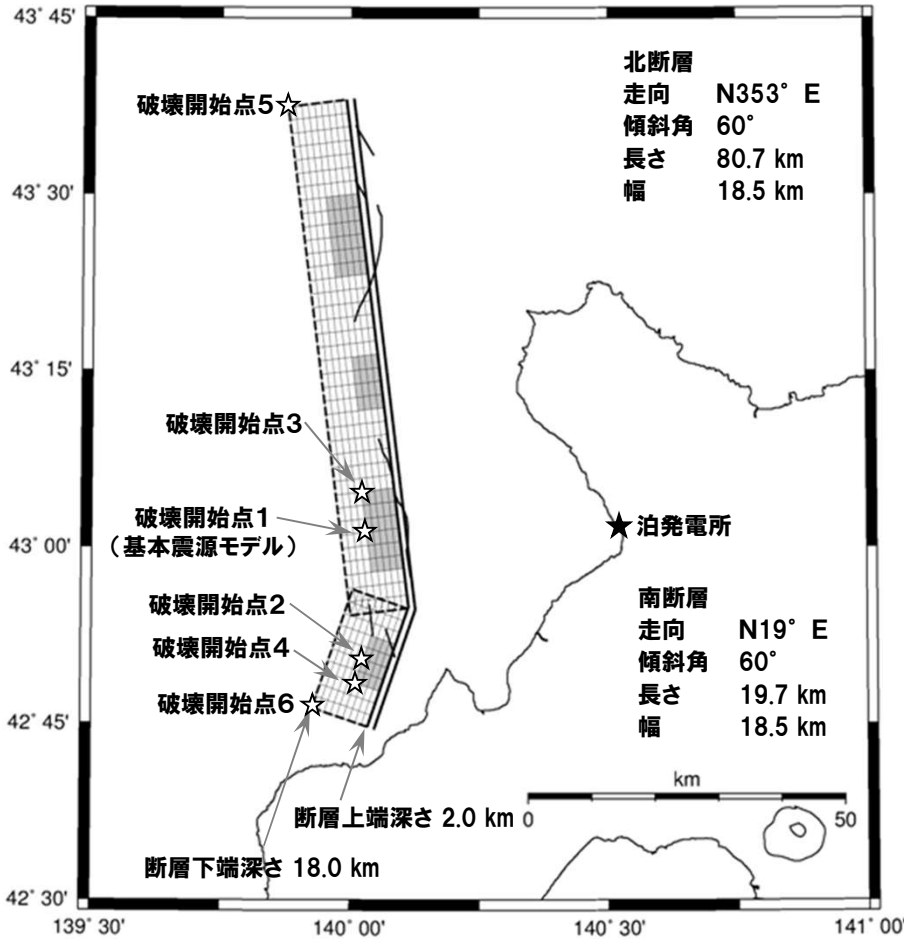 43° 45'
43° 30'
43° 15'
43° 00'
42° 45'
42° 30'
139° 30'
140° 00'
140° 30'
141° 00'
北断層
走向 N353° E
傾斜角 60°
長さ 80.7 km
幅 18.5 km
破壊開始点5
破壊開始点3
破壊開始点1
（基本震源モデル）
泊発電所
破壊開始点2
破壊開始点4
破壊開始点6
南断層
走向 N19° E
傾斜角 60°
長さ 19.7 km
幅 18.5 km
km
0 50
断層上端深さ 2.0 km
断層下端深さ 18.0 km